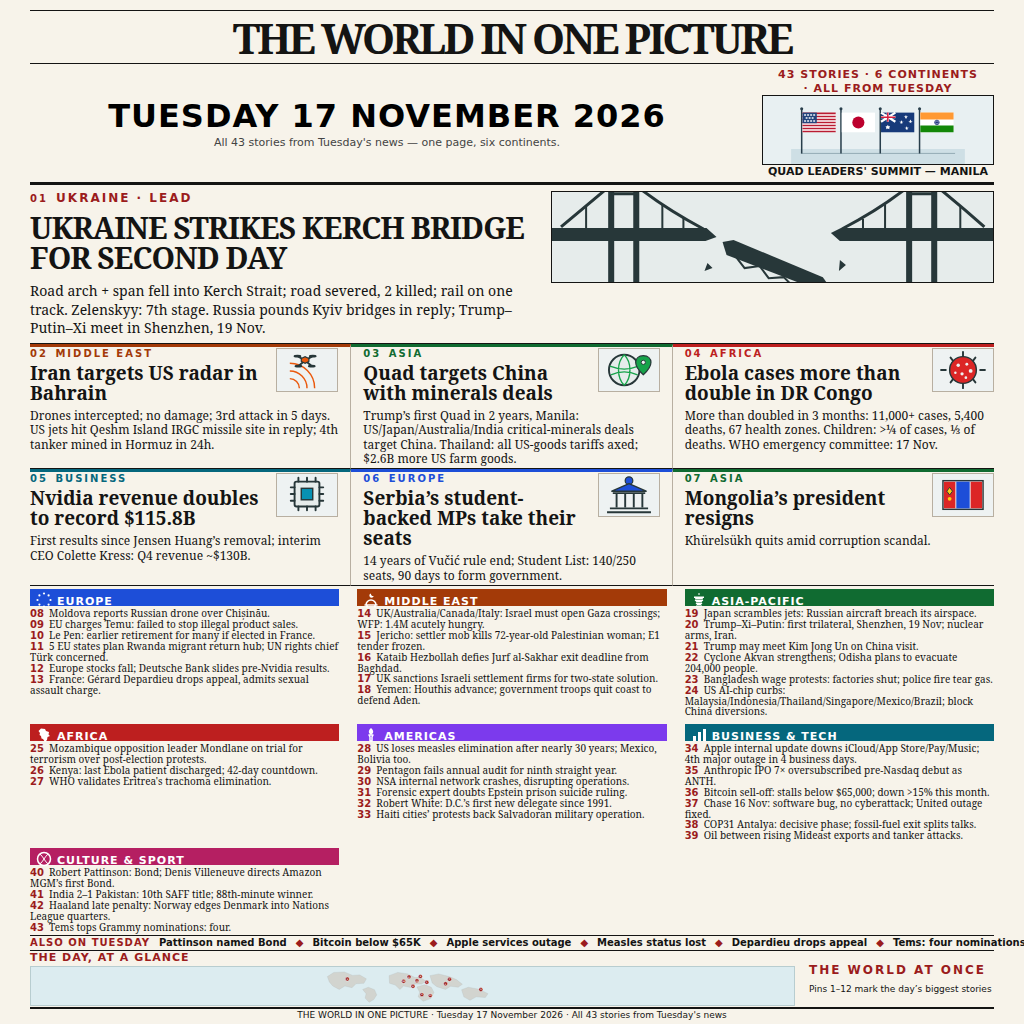 THE WORLD IN ONE PICTURE
43 STORIES · 6 CONTINENTS
· ALL FROM TUESDAY
TUESDAY 17 NOVEMBER 2026
All 43 stories from Tuesday's news — one page, six continents.
QUAD LEADERS' SUMMIT — MANILA
01 UKRAINE · LEAD
UKRAINE STRIKES KERCH BRIDGE
FOR SECOND DAY
Road arch + span fell into Kerch Strait; road severed, 2 killed; rail on one
track. Zelenskyy: 7th stage. Russia pounds Kyiv bridges in reply; Trump–
Putin–Xi meet in Shenzhen, 19 Nov.
02 MIDDLE EAST
Iran targets US radar in
Bahrain
Drones intercepted; no damage; 3rd attack in 5 days.
US jets hit Qeshm Island IRGC missile site in reply; 4th
tanker mined in Hormuz in 24h.
03 ASIA
Quad targets China
with minerals deals
Trump’s first Quad in 2 years, Manila:
US/Japan/Australia/India critical-minerals deals
target China. Thailand: all US-goods tariffs axed;
$2.6B more US farm goods.
04 AFRICA
Ebola cases more than
double in DR Congo
More than doubled in 3 months: 11,000+ cases, 5,400
deaths, 67 health zones. Children: >¼ of cases, ⅓ of
deaths. WHO emergency committee: 17 Nov.
05 BUSINESS
Nvidia revenue doubles
to record $115.8B
First results since Jensen Huang’s removal; interim
CEO Colette Kress: Q4 revenue ~$130B.
06 EUROPE
Serbia’s student-
backed MPs take their
seats
14 years of Vučić rule end; Student List: 140/250
seats, 90 days to form government.
07 ASIA
Mongolia’s president
resigns
Khürelsükh quits amid corruption scandal.
EUROPE
08 Moldova reports Russian drone over Chișinău.
09 EU charges Temu: failed to stop illegal product sales.
10 Le Pen: earlier retirement for many if elected in France.
11 5 EU states plan Rwanda migrant return hub; UN rights chief
Türk concerned.
12 Europe stocks fall; Deutsche Bank slides pre-Nvidia results.
13 France: Gérard Depardieu drops appeal, admits sexual
assault charge.
MIDDLE EAST
14 UK/Australia/Canada/Italy: Israel must open Gaza crossings;
WFP: 1.4M acutely hungry.
15 Jericho: settler mob kills 72-year-old Palestinian woman; E1
tender frozen.
16 Kataib Hezbollah defies Jurf al-Sakhar exit deadline from
Baghdad.
17 UK sanctions Israeli settlement firms for two-state solution.
18 Yemen: Houthis advance; government troops quit coast to
defend Aden.
ASIA-PACIFIC
19 Japan scrambles jets: Russian aircraft breach its airspace.
20 Trump–Xi–Putin: first trilateral, Shenzhen, 19 Nov; nuclear
arms, Iran.
21 Trump may meet Kim Jong Un on China visit.
22 Cyclone Akvan strengthens; Odisha plans to evacuate
204,000 people.
23 Bangladesh wage protests: factories shut; police fire tear gas.
24 US AI-chip curbs:
Malaysia/Indonesia/Thailand/Singapore/Mexico/Brazil; block
China diversions.
AFRICA
25 Mozambique opposition leader Mondlane on trial for
terrorism over post-election protests.
26 Kenya: last Ebola patient discharged; 42-day countdown.
27 WHO validates Eritrea's trachoma elimination.
AMERICAS
28 US loses measles elimination after nearly 30 years; Mexico,
Bolivia too.
29 Pentagon fails annual audit for ninth straight year.
30 NSA internal network crashes, disrupting operations.
31 Forensic expert doubts Epstein prison suicide ruling.
32 Robert White: D.C.’s first new delegate since 1991.
33 Haiti cities’ protests back Salvadoran military operation.
BUSINESS & TECH
34 Apple internal update downs iCloud/App Store/Pay/Music;
4th major outage in 4 business days.
35 Anthropic IPO 7× oversubscribed pre-Nasdaq debut as
ANTH.
36 Bitcoin sell-off: stalls below $65,000; down >15% this month.
37 Chase 16 Nov: software bug, no cyberattack; United outage
fixed.
38 COP31 Antalya: decisive phase; fossil-fuel exit splits talks.
39 Oil between rising Mideast exports and tanker attacks.
CULTURE & SPORT
40 Robert Pattinson: Bond; Denis Villeneuve directs Amazon
MGM’s first Bond.
41 India 2–1 Pakistan: 10th SAFF title; 88th-minute winner.
42 Haaland late penalty: Norway edges Denmark into Nations
League quarters.
43 Tems tops Grammy nominations: four.
ALSO ON TUESDAY Pattinson named Bond ◆ Bitcoin below $65K ◆ Apple services outage ◆ Measles status lost ◆ Depardieu drops appeal ◆ Tems: four nominations
THE DAY, AT A GLANCE
THE WORLD AT ONCE
Pins 1–12 mark the day’s biggest stories
THE WORLD IN ONE PICTURE · Tuesday 17 November 2026 · All 43 stories from Tuesday's news